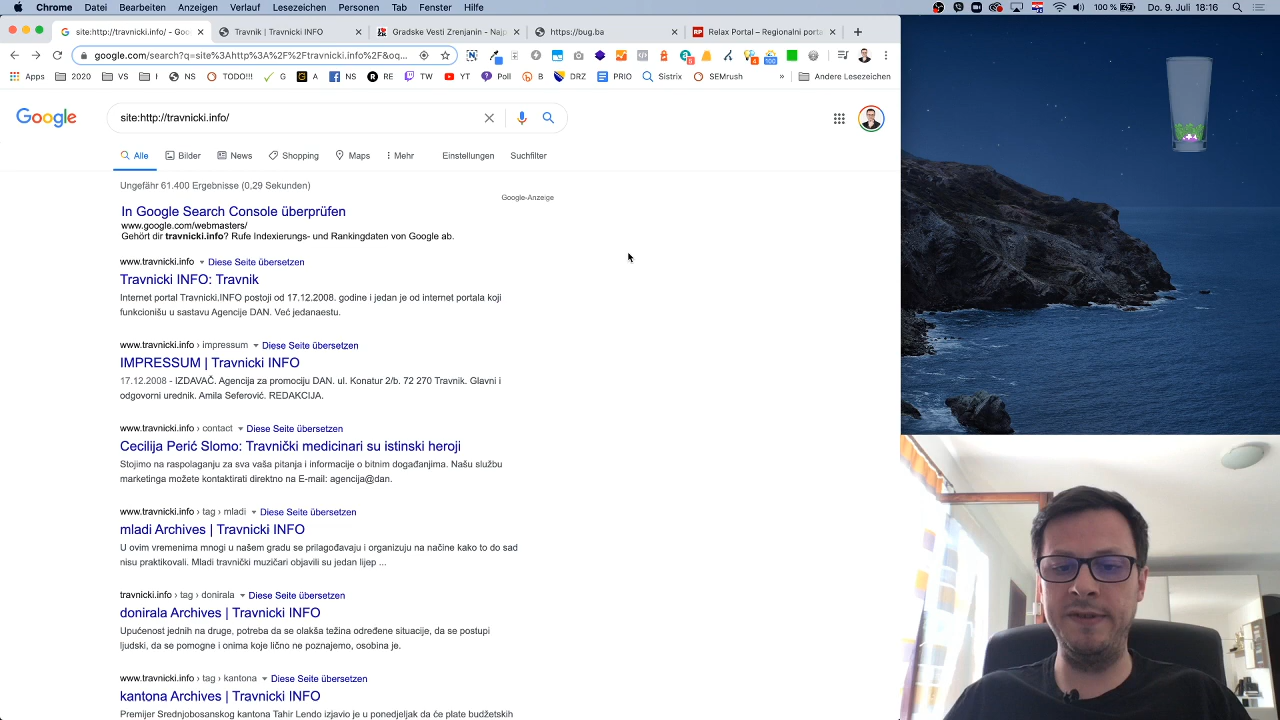 Chrome Datei Bearbeiten Anzeigen Verlauf Lesezeichen Personen Tab Fenster Hilfe
100 % Do. 9. Juli 18:16
site:http://travnicki.info/ - Goo
Travnik | Travnicki INFO
Gradske Vesti Zrenjanin - Najn
https://bug.ba
Relax Portal – Regionalni porta
google.com/search?q=site%3Ahttp%3A%2F%2Ftravnicki.info%2F&oq...
Apps 2020 VS I NS TODO!!! G A NS RE TW YT Poll B DRZ PRIO Sistrix SEMrush » Andere Lesezeichen
Google
site:http://travnicki.info/
Alle Bilder News Shopping Maps Mehr Einstellungen Suchfilter
Ungefähr 61.400 Ergebnisse (0,29 Sekunden)
Google-Anzeige
In Google Search Console überprüfen
www.google.com/webmasters/
Gehört dir travnicki.info? Rufe Indexierungs- und Rankingdaten von Google ab.
www.travnicki.info Diese Seite übersetzen
Travnicki INFO: Travnik
Internet portal Travnicki.INFO postoji od 17.12.2008. godine i jedan je od internet portala koji
funkcionišu u sastavu Agencije DAN. Već jedanaestu.
www.travnicki.info › impressum Diese Seite übersetzen
IMPRESSUM | Travnicki INFO
17.12.2008 - IZDAVAČ. Agencija za promociju DAN. ul. Konatur 2/b. 72 270 Travnik. Glavni i
odgovorni urednik. Amila Seferović. REDAKCIJA.
www.travnicki.info › contact Diese Seite übersetzen
Cecilija Perić Slomo: Travnički medicinari su istinski heroji
Stojimo na raspolaganju za sva vaša pitanja i informacije o bitnim događanjima. Našu službu
marketinga možete kontaktirati direktno na E-mail: agencija@dan.
www.travnicki.info › tag › mladi Diese Seite übersetzen
mladi Archives | Travnicki INFO
U ovim vremenima mnogi u našem gradu se prilagođavaju i organizuju na načine kako to do sad
nisu praktikovali. Mladi travnički muzičari objavili su jedan lijep ...
travnicki.info › tag › donirala Diese Seite übersetzen
donirala Archives | Travnicki INFO
Upućenost jednih na druge, potreba da se olakša težina određene situacije, da se postupi
ljudski, da se pomogne i onima koje lično ne poznajemo, osobina je.
www.travnicki.info › tag › kantona Diese Seite übersetzen
kantona Archives | Travnicki INFO
Premijer Srednjobosanskog kantona Tahir Lendo izjavio je u ponedjeljak da će plate budžetskih